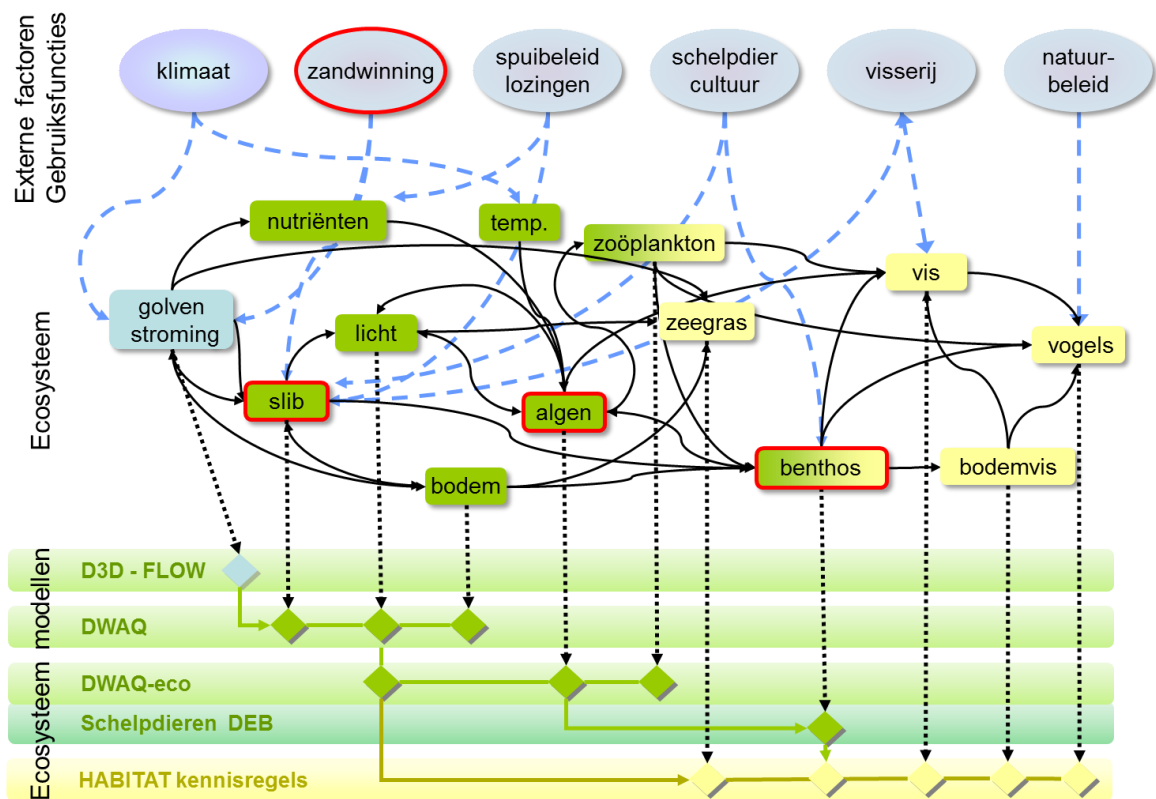 Externe factoren
Gebruiksfuncties
klimaat
zandwinning
spuibeleid
lozingen
schelpdier
cultuur
visserij
natuur-
beleid
Ecosysteem
nutriënten
temp.
zoöplankton
vis
golven
stroming
licht
zeegras
vogels
slib
algen
bodem
benthos
bodemvis
Ecosysteem modellen
D3D - FLOW
DWAQ
DWAQ-eco
Schelpdieren DEB
HABITAT kennisregels